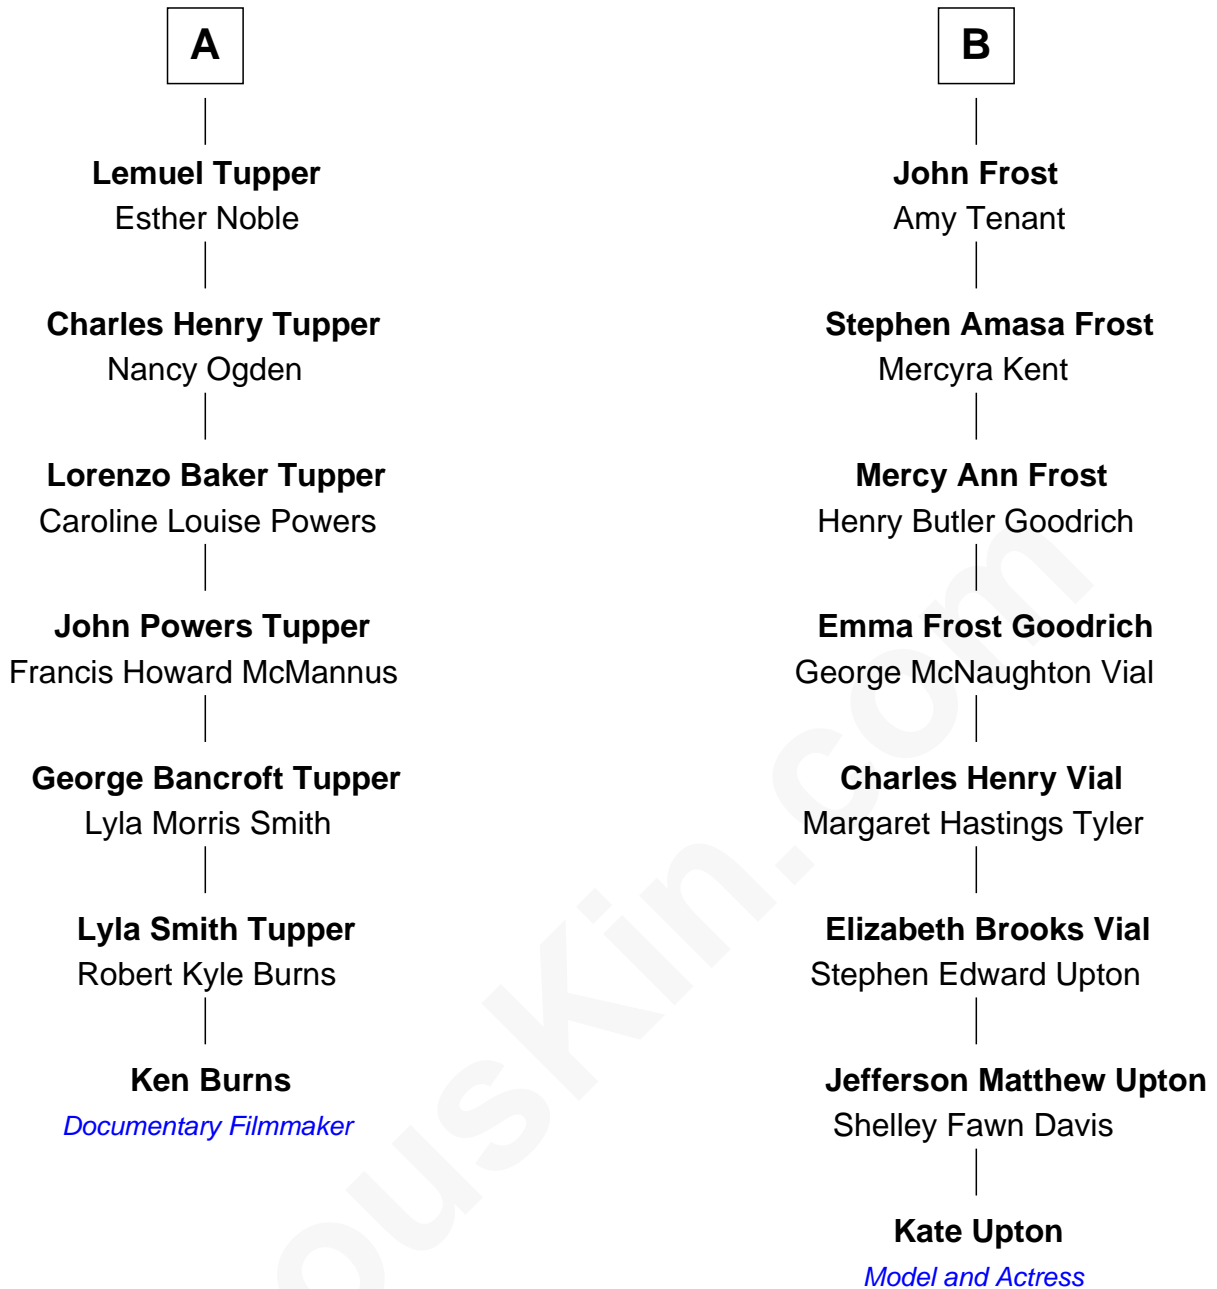 A
Lemuel Tupper
Esther Noble
Charles Henry Tupper
Nancy Ogden
Lorenzo Baker Tupper
Caroline Louise Powers
John Powers Tupper
Francis Howard McMannus
George Bancroft Tupper
Lyla Morris Smith
Lyla Smith Tupper
Robert Kyle Burns
Ken Burns
Documentary Filmmaker
B
John Frost
Amy Tenant
Stephen Amasa Frost
Mercyra Kent
Mercy Ann Frost
Henry Butler Goodrich
Emma Frost Goodrich
George McNaughton Vial
Charles Henry Vial
Margaret Hastings Tyler
Elizabeth Brooks Vial
Stephen Edward Upton
Jefferson Matthew Upton
Shelley Fawn Davis
Kate Upton
Model and Actress
ousKin.com